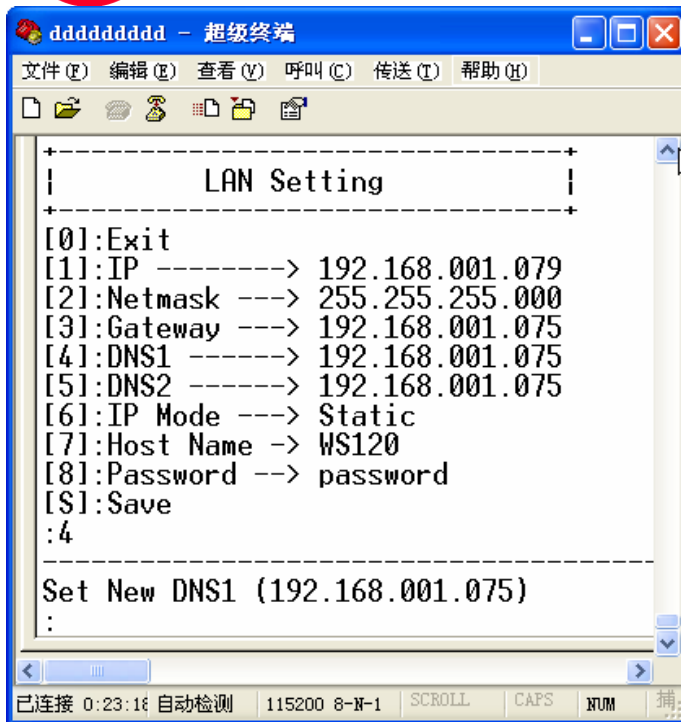 ddddddddd - 超级终端
文件(F) 编辑(E) 查看(V) 呼叫(C) 传送(T) 帮助(H)
+--------------------------------+
|         LAN Setting            |
+--------------------------------+
[0]:Exit
[1]:IP --------> 192.168.001.079
[2]:Netmask ---> 255.255.255.000
[3]:Gateway ---> 192.168.001.075
[4]:DNS1 ------> 192.168.001.075
[5]:DNS2 ------> 192.168.001.075
[6]:IP Mode ---> Static
[7]:Host Name -> WS120
[8]:Password --> password
[S]:Save
:4
--------------------------------------
Set New DNS1 (192.168.001.075)
:
已连接 0:23:18 自动检测 115200 8-N-1 SCROLL CAPS NUM 捕